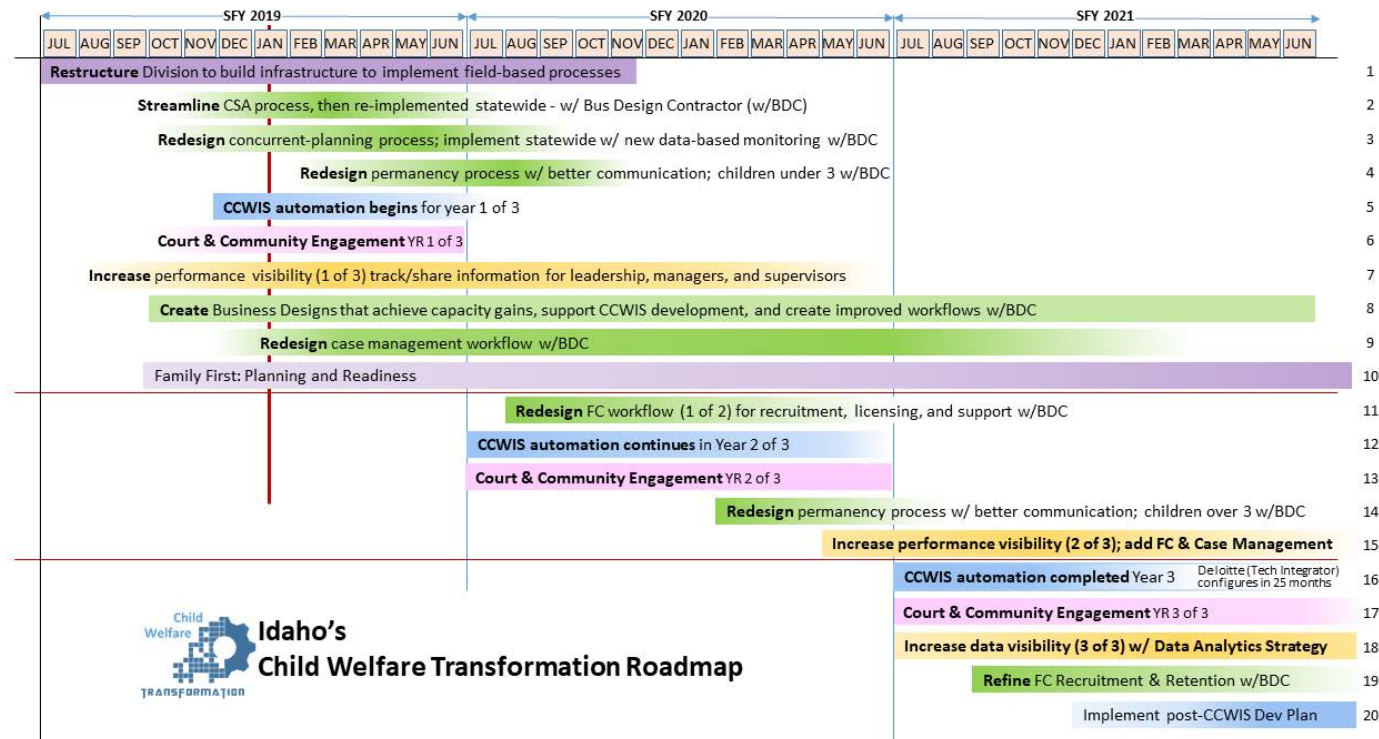 SFY 2019 SFY 2020 SFY 2021
JUL AUG SEP OCT NOV DEC JAN FEB MAR APR MAY JUN JUL AUG SEP OCT NOV DEC JAN FEB MAR APR MAY JUN JUL AUG SEP OCT NOV DEC JAN FEB MAR APR MAY JUN
Restructure Division to build infrastructure to implement field-based processes 1
Streamline CSA process, then re-implemented statewide - w/ Bus Design Contractor (w/BDC) 2
Redesign concurrent-planning process; implement statewide w/ new data-based monitoring w/BDC 3
Redesign permanency process w/ better communication; children under 3 w/BDC 4
CCWIS automation begins for year 1 of 3 5
Court & Community Engagement YR 1 of 3 6
Increase performance visibility (1 of 3) track/share information for leadership, managers, and supervisors 7
Create Business Designs that achieve capacity gains, support CCWIS development, and create improved workflows w/BDC 8
Redesign case management workflow w/BDC 9
Family First: Planning and Readiness 10
Redesign FC workflow (1 of 2) for recruitment, licensing, and support w/BDC 11
CCWIS automation continues in Year 2 of 3 12
Court & Community Engagement YR 2 of 3 13
Redesign permanency process w/ better communication; children over 3 w/BDC 14
Increase performance visibility (2 of 3); add FC & Case Management 15
CCWIS automation completed Year 3 Deloitte (Tech Integrator) 16
configures in 25 months
Court & Community Engagement YR 3 of 3 17
Increase data visibility (3 of 3) w/ Data Analytics Strategy 18
Refine FC Recruitment & Retention w/BDC 19
Implement post-CCWIS Dev Plan 20
Child
Welfare
TRANSFORMATION
Idaho's
Child Welfare Transformation Roadmap